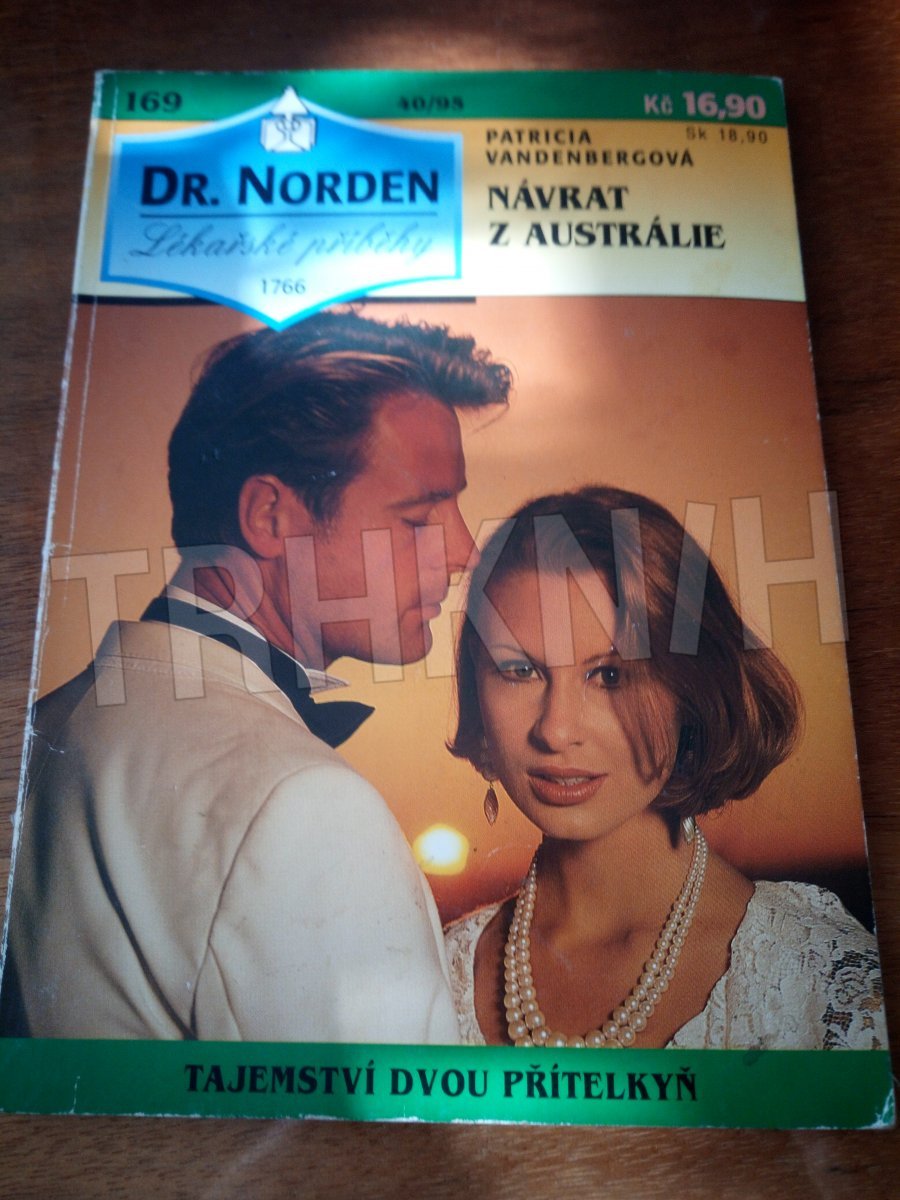 169
40/95
Kč 16,90
Sk 18,90
DR. NORDEN
Lékařské příběhy
1766
PATRICIA
VANDENBERGOVÁ
NÁVRAT
Z AUSTRÁLIE
TRHKNIH
TAJEMSTVÍ DVOU PŘÍTELKYŇ